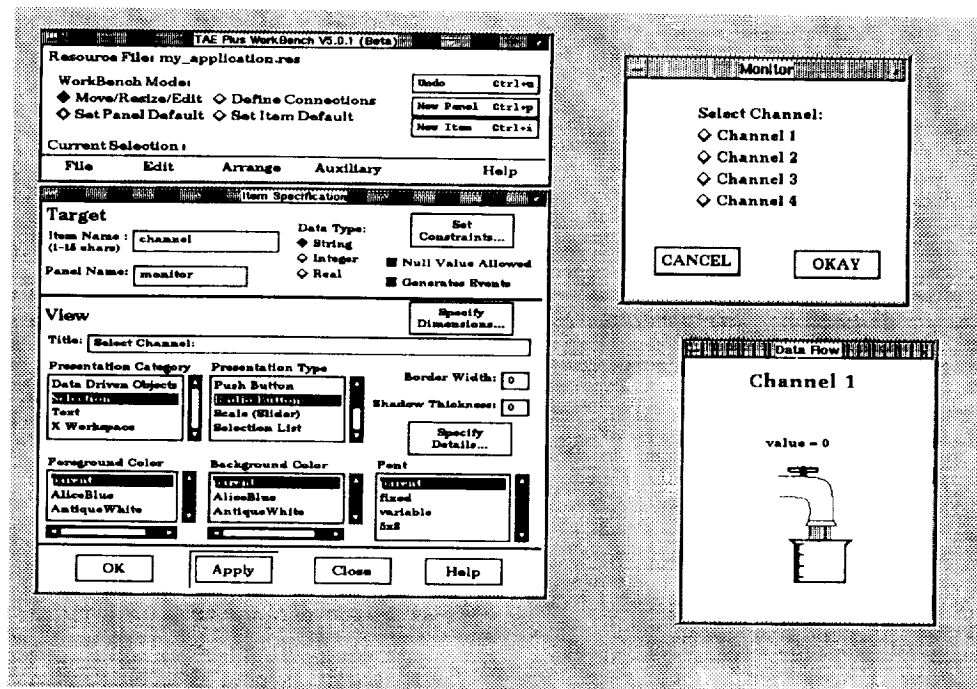 TAE Plus WorkBench V5.0.1 (Beta)
Resource File: my_application.res
WorkBench Mode:
Move/Resize/Edit Define Connections
Set Panel Default Set Item Default
Undo Ctrl+u
New Panel Ctrl+p
New Item Ctrl+i
Current Selection:
File Edit Arrange Auxiliary Help
Item Specification
Target
Item Name :
(1-15 chars)
channel
Panel Name:
monitor
Data Type:
String
Integer
Real
Set
Constraints...
Null Value Allowed
Generates Events
View
Specify
Dimensions...
Title: Select Channel:
Presentation Category
Data Driven Objects
Selection
Text
X Workspace
Presentation Type
Push Button
Radio Button
Scale (Slider)
Selection List
Border Width: 0
Shadow Thickness: 0
Specify
Details...
Foreground Color
parent
AliceBlue
AntiqueWhite
Background Color
parent
AliceBlue
AntiqueWhite
Font
parent
fixed
variable
5x8
OK Apply Close Help
Monitor
Select Channel:
Channel 1
Channel 2
Channel 3
Channel 4
CANCEL OKAY
Data Flow
Channel 1
value = 0